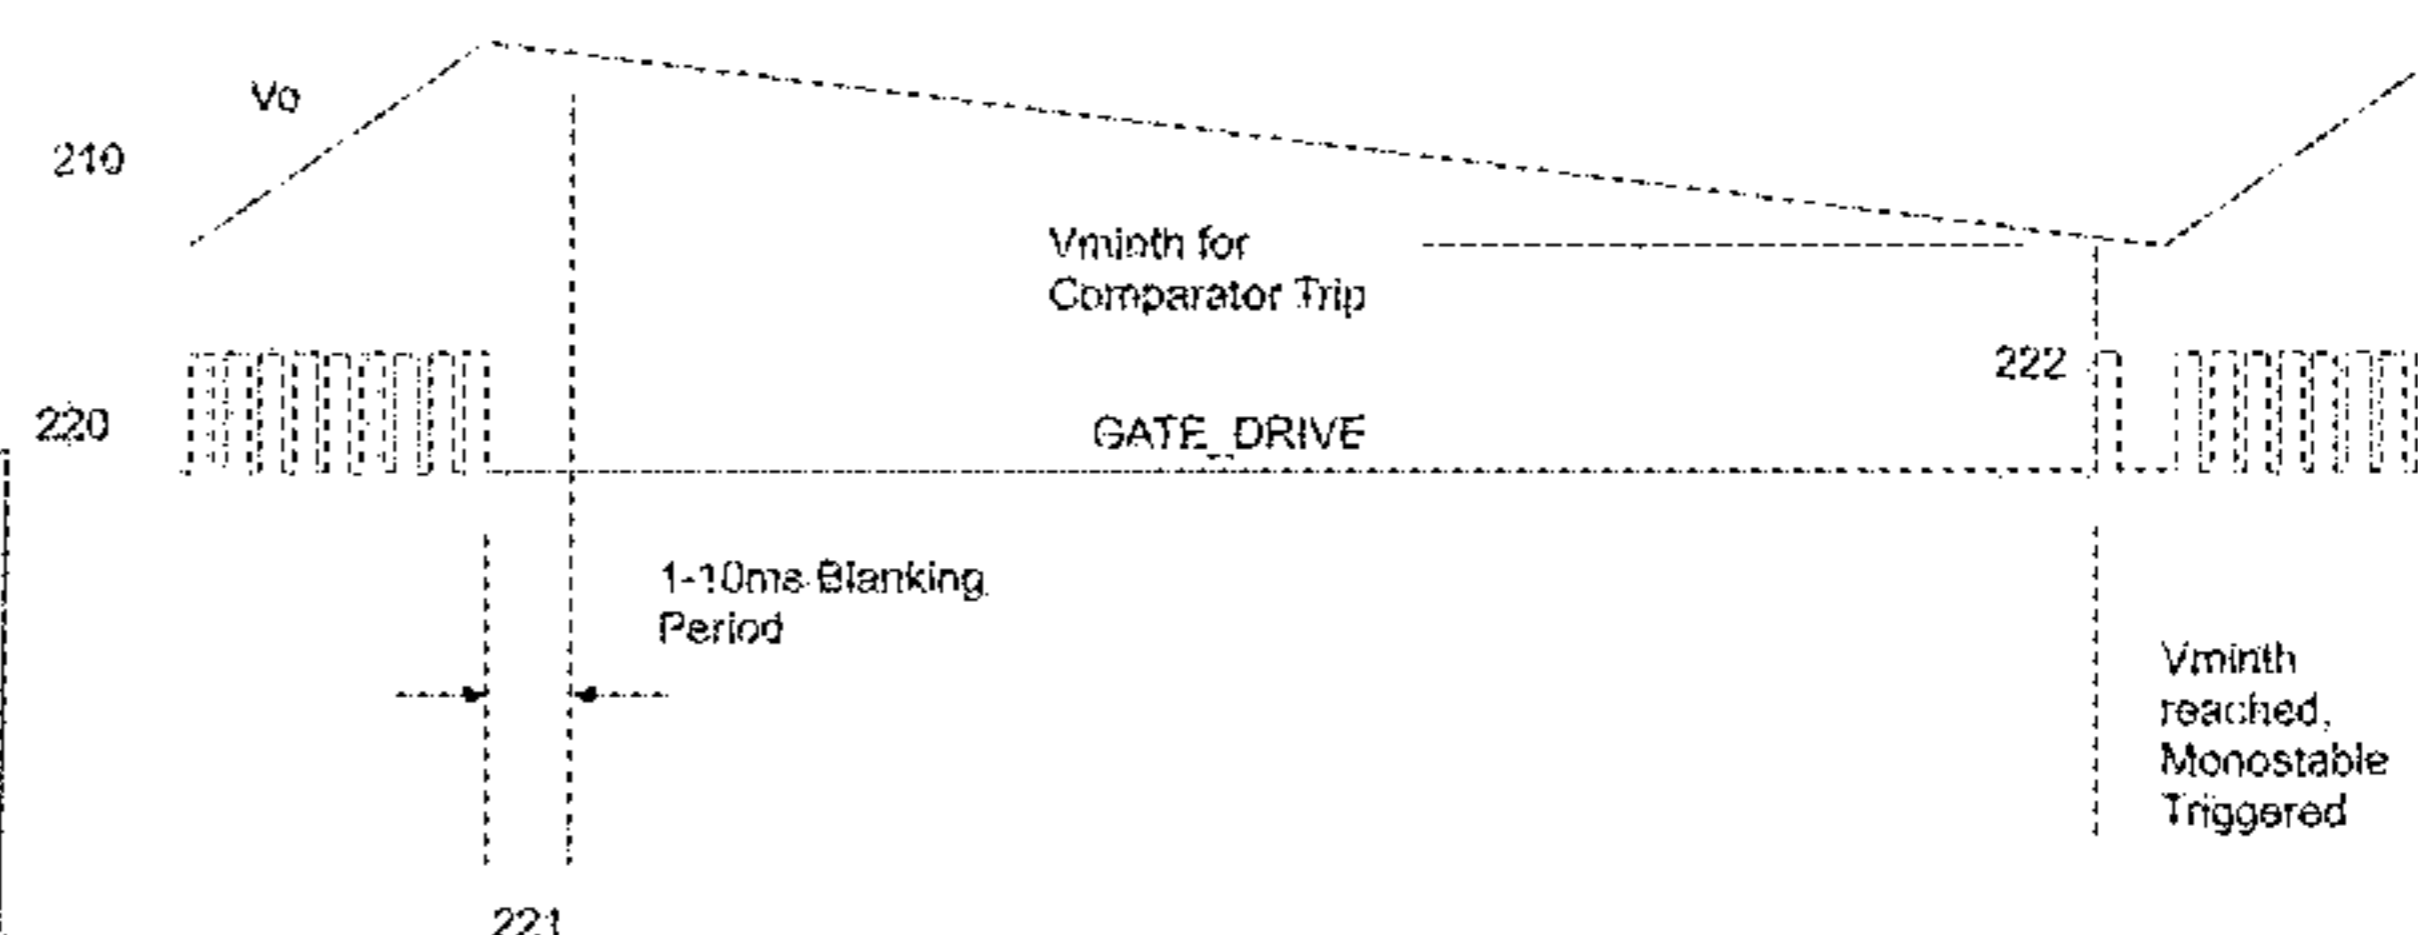 Vo
210
Vminth for
Comparator Trip
222
220
GATE_DRIVE
1-10ms Blanking
Period
Vminth
reached,
Monostable
Triggered
221